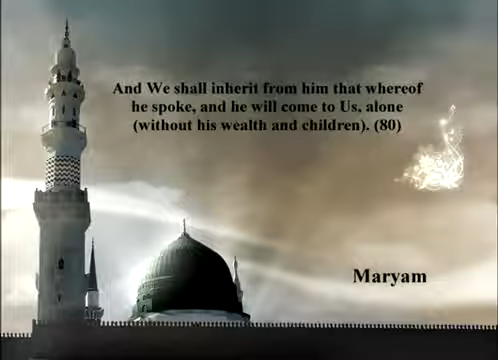 And We shall inherit from him that whereof
he spoke, and he will come to Us, alone
(without his wealth and children). (80)
Maryam